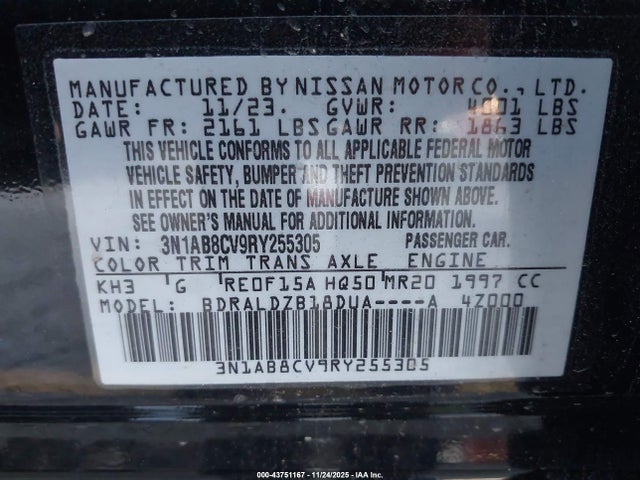 MANUFACTURED BY NISSAN MOTOR CO., LTD.
DATE: 11/23. GVWR: 4001 LBS
GAWR FR: 2161 LBS GAWR RR: 1863 LBS
THIS VEHICLE CONFORMS TO ALL APPLICABLE FEDERAL MOTOR
VEHICLE SAFETY, BUMPER AND THEFT PREVENTION STANDARDS
IN EFFECT ON THE DATE OF MANUFACTURE SHOWN ABOVE.
SEE OWNER'S MANUAL FOR ADDITIONAL INFORMATION.
VIN: 3N1AB8CV9RY255305 PASSENGER CAR.
COLOR TRIM TRANS AXLE ENGINE
KH3 G RE0F15A HQ50 MR20 1997 CC
MODEL: BDRALDZB18DUA----A 4Z000
3N1AB8CV9RY255305
000-43751167 - 11/24/2025 - IAA Inc.